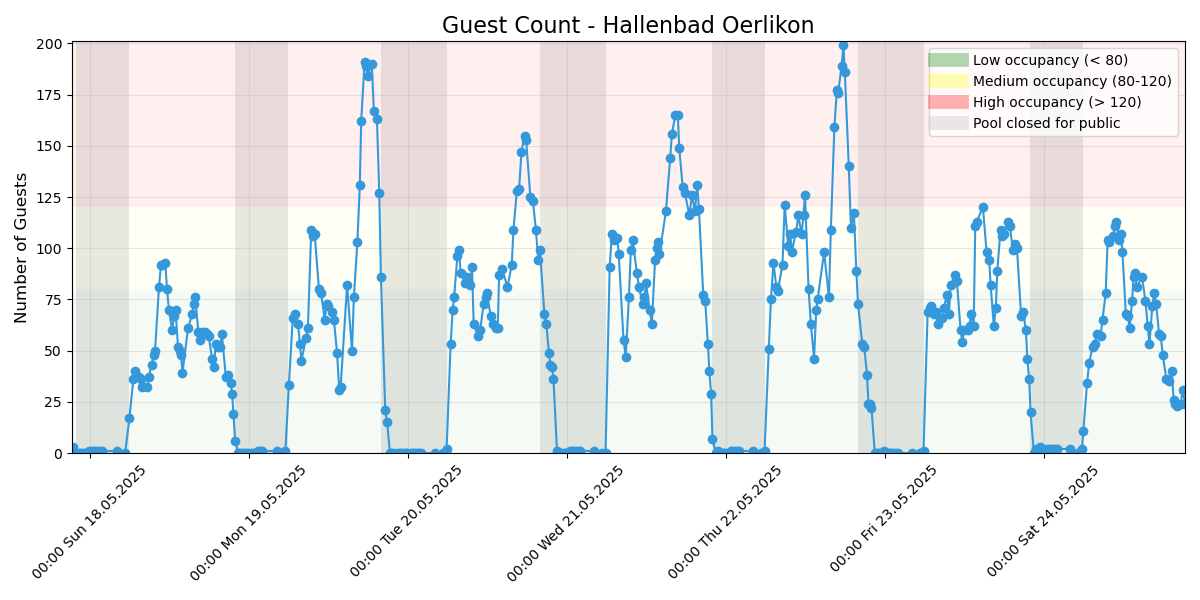 Guest Count - Hallenbad Oerlikon
Number of Guests
200
175
150
125
100
75
50
25
0
Low occupancy (< 80)
Medium occupancy (80-120)
High occupancy (> 120)
Pool closed for public
00:00 Sun 18.05.2025
00:00 Mon 19.05.2025
00:00 Tue 20.05.2025
00:00 Wed 21.05.2025
00:00 Thu 22.05.2025
00:00 Fri 23.05.2025
00:00 Sat 24.05.2025